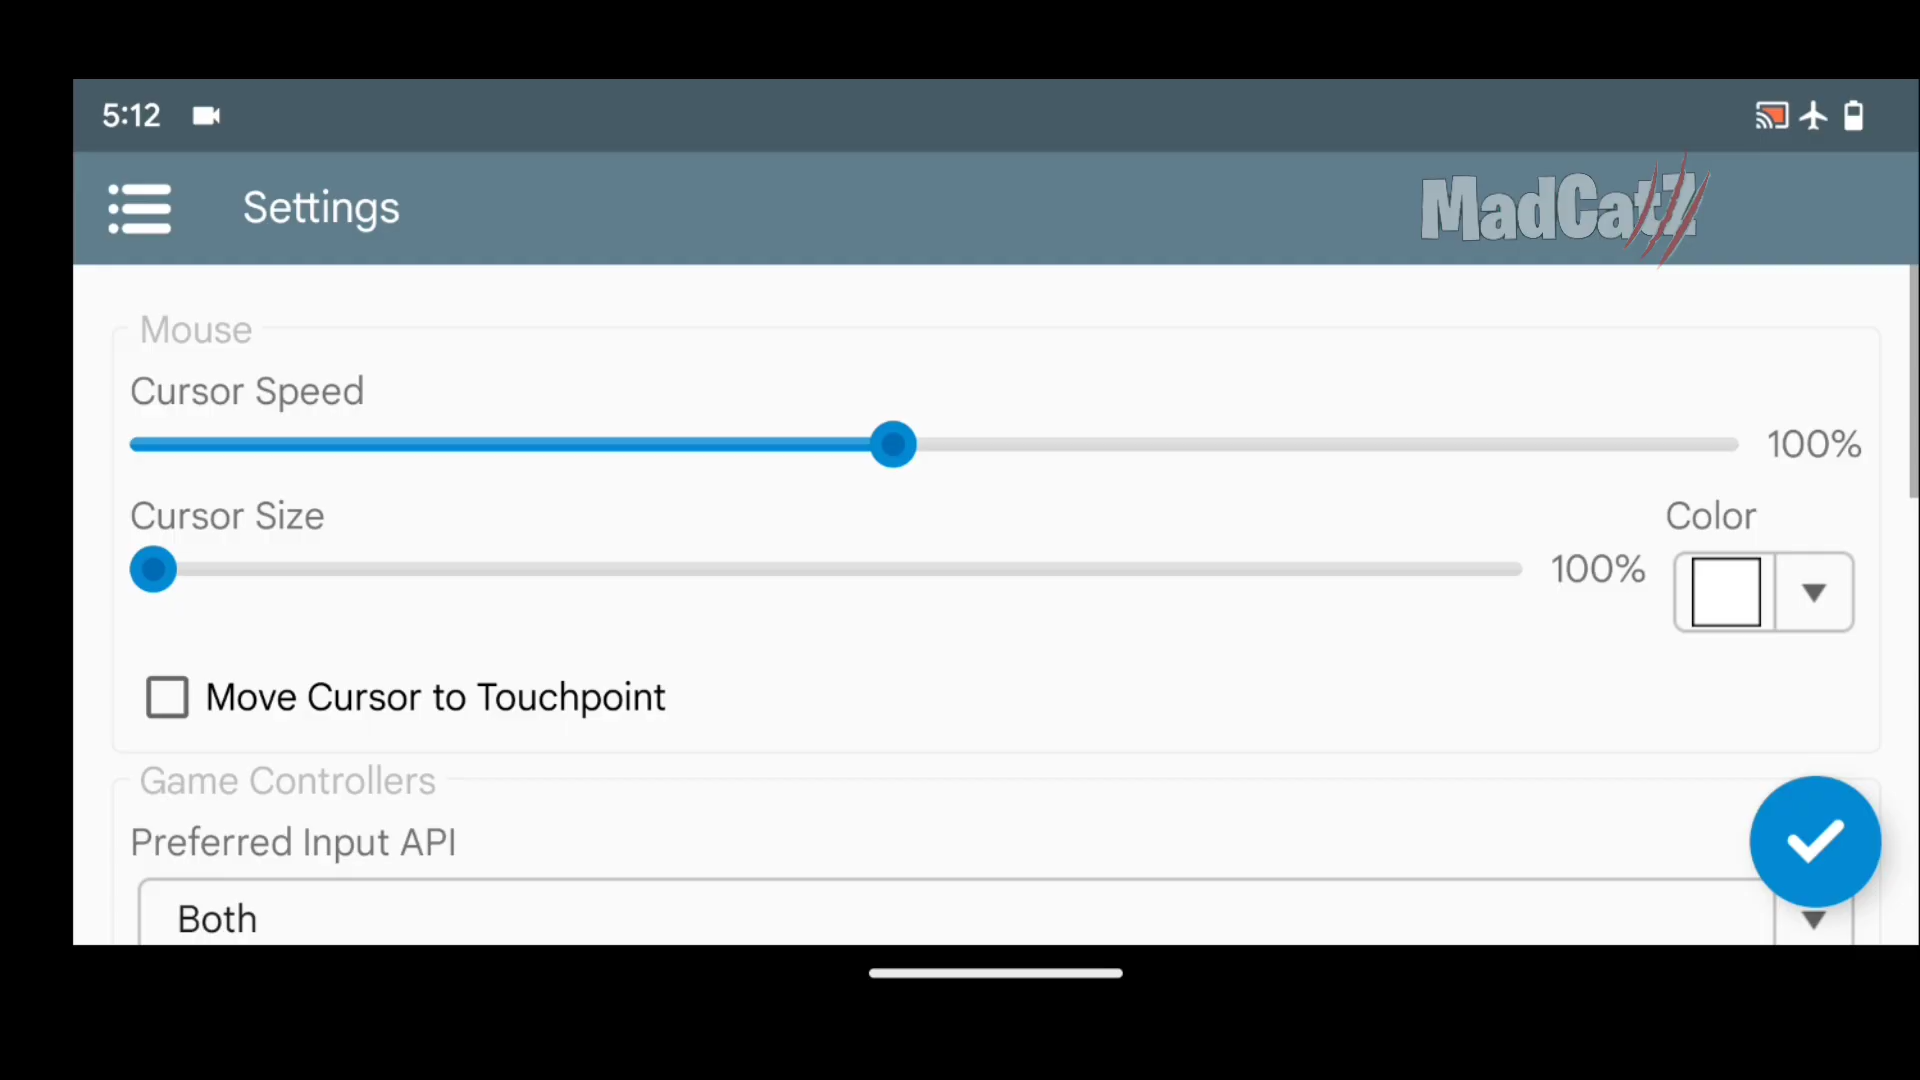 5:12
Settings
MadCatZ
Mouse
Cursor Speed
100%
Cursor Size
Color
100%
Move Cursor to Touchpoint
Game Controllers
Preferred Input API
Both